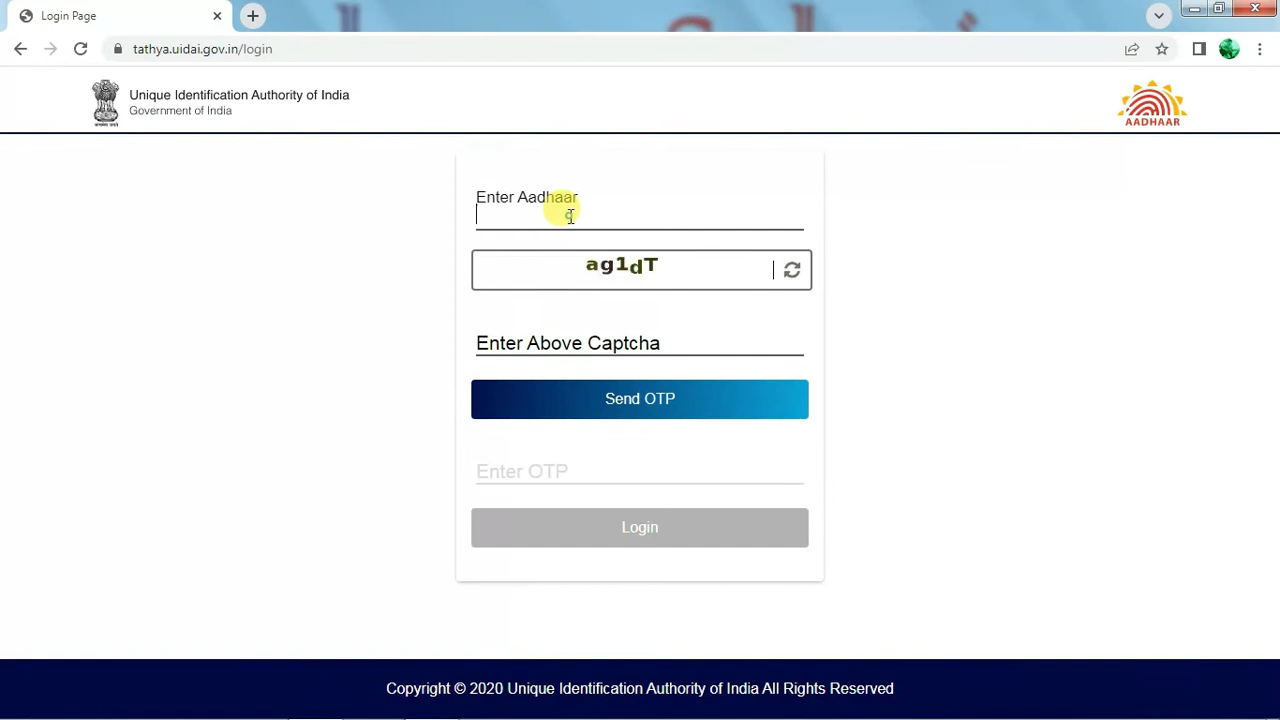 Login Page
tathya.uidai.gov.in/login
Unique Identification Authority of India
Government of India
AADHAAR
Enter Aadhaar
ag1dT
Enter Above Captcha
Send OTP
Enter OTP
Login
Copyright © 2020 Unique Identification Authority of India All Rights Reserved